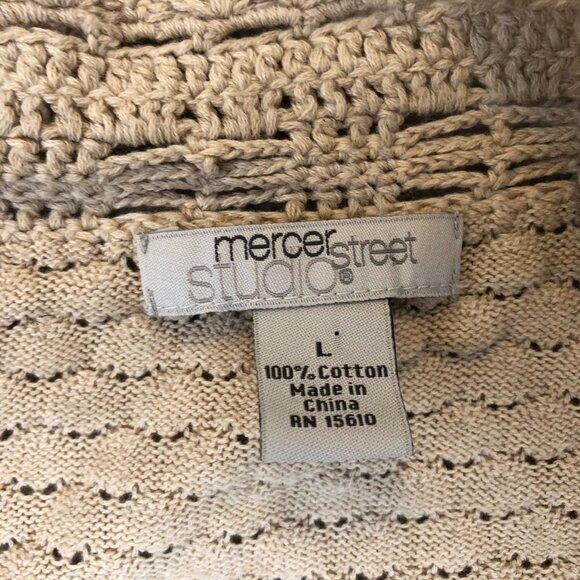 mercer street
studio®
L
100% Cotton
Made in
China
RN 15610